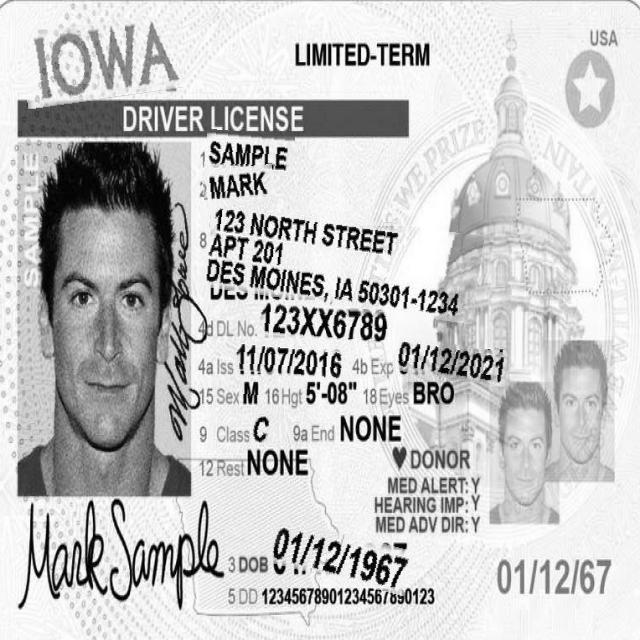 IOWA
LIMITED-TERM
USA
DRIVER LICENSE
SAMPLE
1 SAMPLE
2 MARK
8 123 NORTH STREET
APT 201
DES MOINES, IA 50301-1234
4d DL No. 123XX6789
4a Iss 11/07/2016 4b Exp 01/12/2021
15 Sex M 16 Hgt 5'-08" 18 Eyes BRO
9 Class C 9a End NONE
12 Rest NONE
DONOR
MED ALERT: Y
HEARING IMP: Y
MED ADV DIR: Y
Mark Sample
3 DOB 01/12/1967
01/12/67
5 DD 12345678901234567890123
WE PRIZE
MAINTAIN